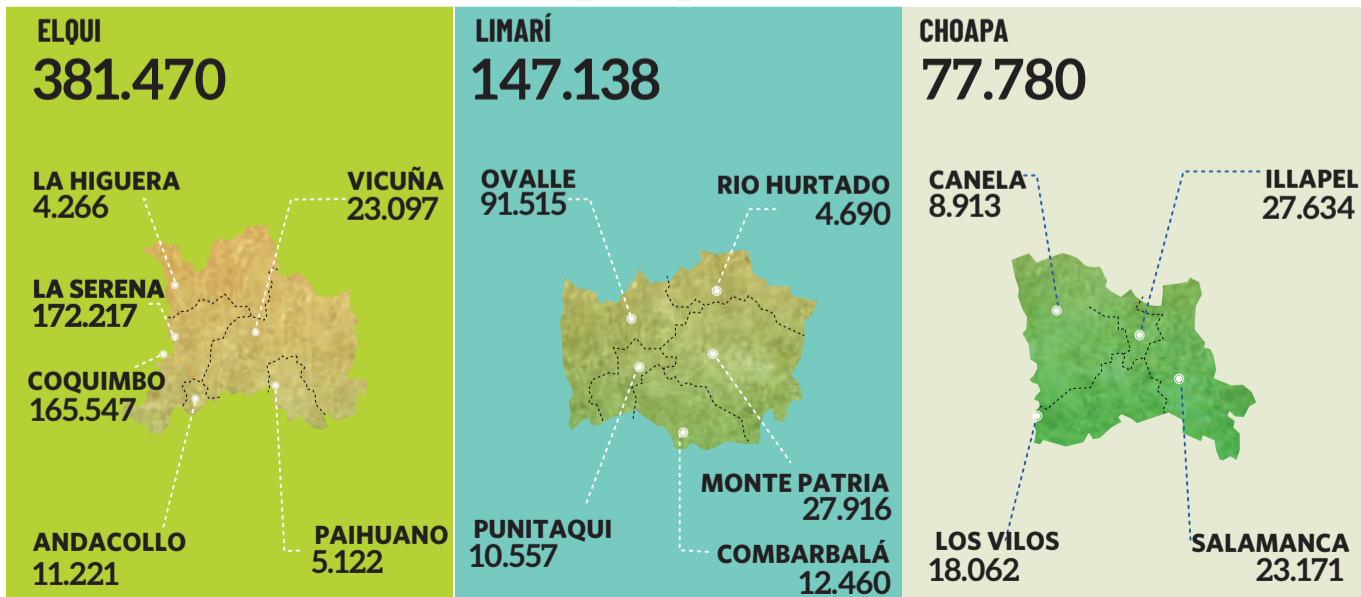 ELQUI
381.470
LA HIGUERA
4.266
VICUÑA
23.097
LA SERENA
172.217
COQUIMBO
165.547
ANDACOLLO
11.221
PAIHUANO
5.122
LIMARÍ
147.138
OVALLE
91.515
RIO HURTADO
4.690
MONTE PATRIA
27.916
PUNITAQUI
10.557
COMBARBALÁ
12.460
CHOAPA
77.780
CANELA
8.913
ILLAPEL
27.634
LOS VILOS
18.062
SALAMANCA
23.171